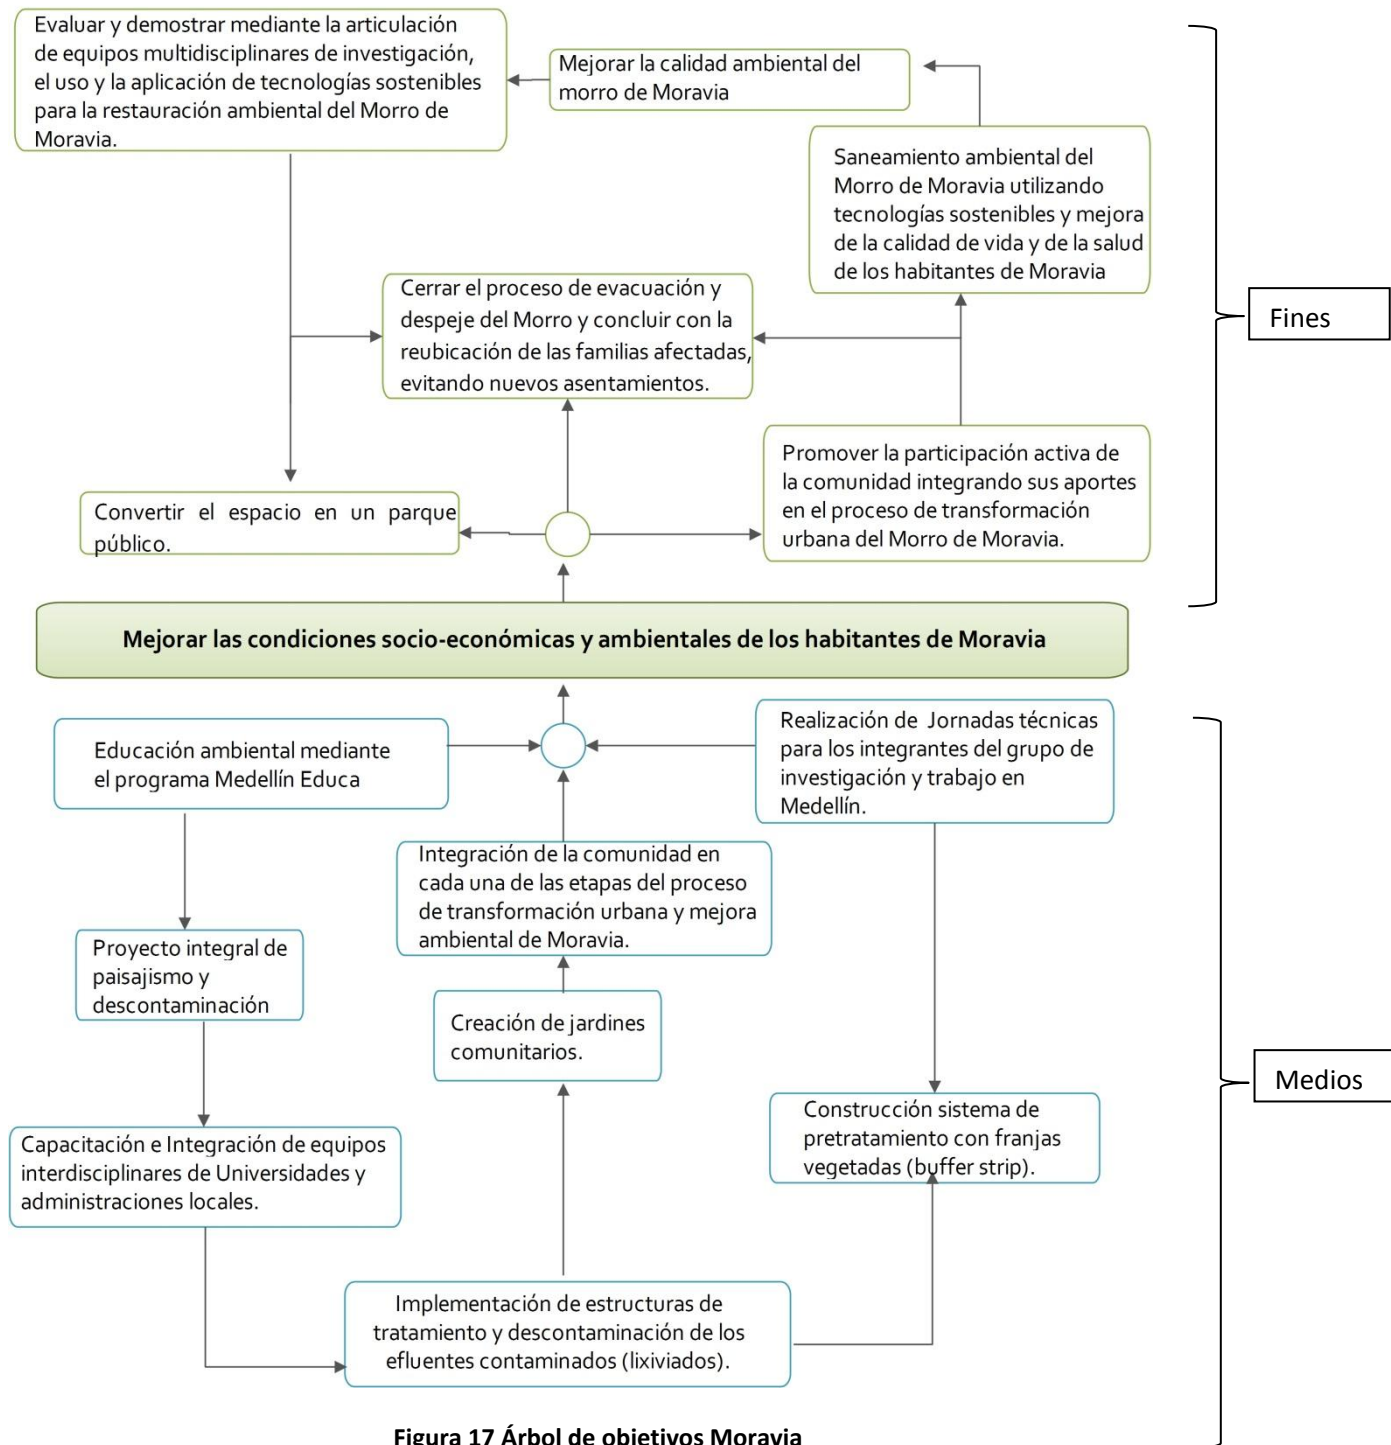 Evaluar y demostrar mediante la articulación
de equipos multidisciplinares de investigación,
el uso y la aplicación de tecnologías sostenibles
para la restauración ambiental del Morro de
Moravia.
Mejorar la calidad ambiental del
morro de Moravia
Saneamiento ambiental del
Morro de Moravia utilizando
tecnologías sostenibles y mejora
de la calidad de vida y de la salud
de los habitantes de Moravia
Cerrar el proceso de evacuación y
despeje del Morro y concluir con la
reubicación de las familias afectadas,
evitando nuevos asentamientos.
Fines
Promover la participación activa de
la comunidad integrando sus aportes
en el proceso de transformación
urbana del Morro de Moravia.
Convertir el espacio en un parque
público.
Mejorar las condiciones socio-económicas y ambientales de los habitantes de Moravia
Educación ambiental mediante
el programa Medellín Educa
Realización de Jornadas técnicas
para los integrantes del grupo de
investigación y trabajo en
Medellín.
Integración de la comunidad en
cada una de las etapas del proceso
de transformación urbana y mejora
ambiental de Moravia.
Proyecto integral de
paisajismo y
descontaminación
Creación de jardines
comunitarios.
Medios
Construcción sistema de
pretratamiento con franjas
vegetadas (buffer strip).
Capacitación e Integración de equipos
interdisciplinares de Universidades y
administraciones locales.
Implementación de estructuras de
tratamiento y descontaminación de los
efluentes contaminados (lixiviados).
Figura 17 Árbol de objetivos Moravia